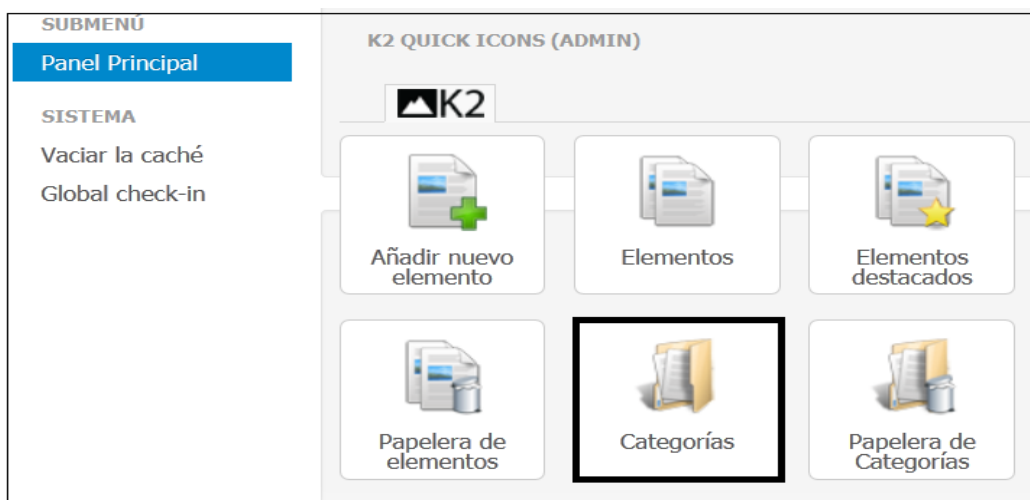 SUBMENÚ
Panel Principal
SISTEMA
Vaciar la caché
Global check-in
K2 QUICK ICONS (ADMIN)
K2
Añadir nuevo
elemento
Elementos
Elementos
destacados
Papelera de
elementos
Categorías
Papelera de
Categorías